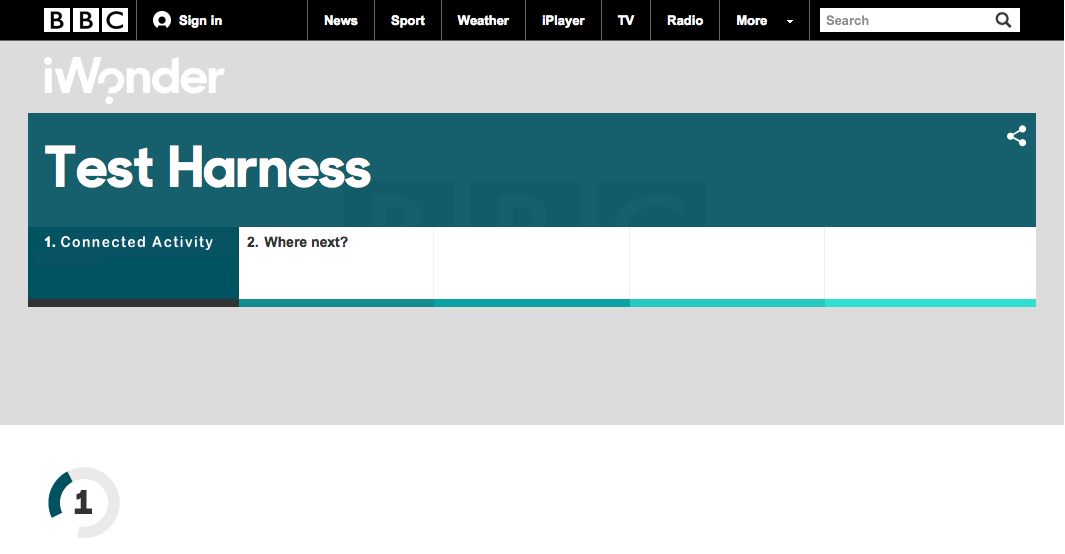 BBC Sign in News Sport Weather iPlayer TV Radio More Search
iWonder
Test Harness
BBC
1. Connected Activity 2. Where next?
1